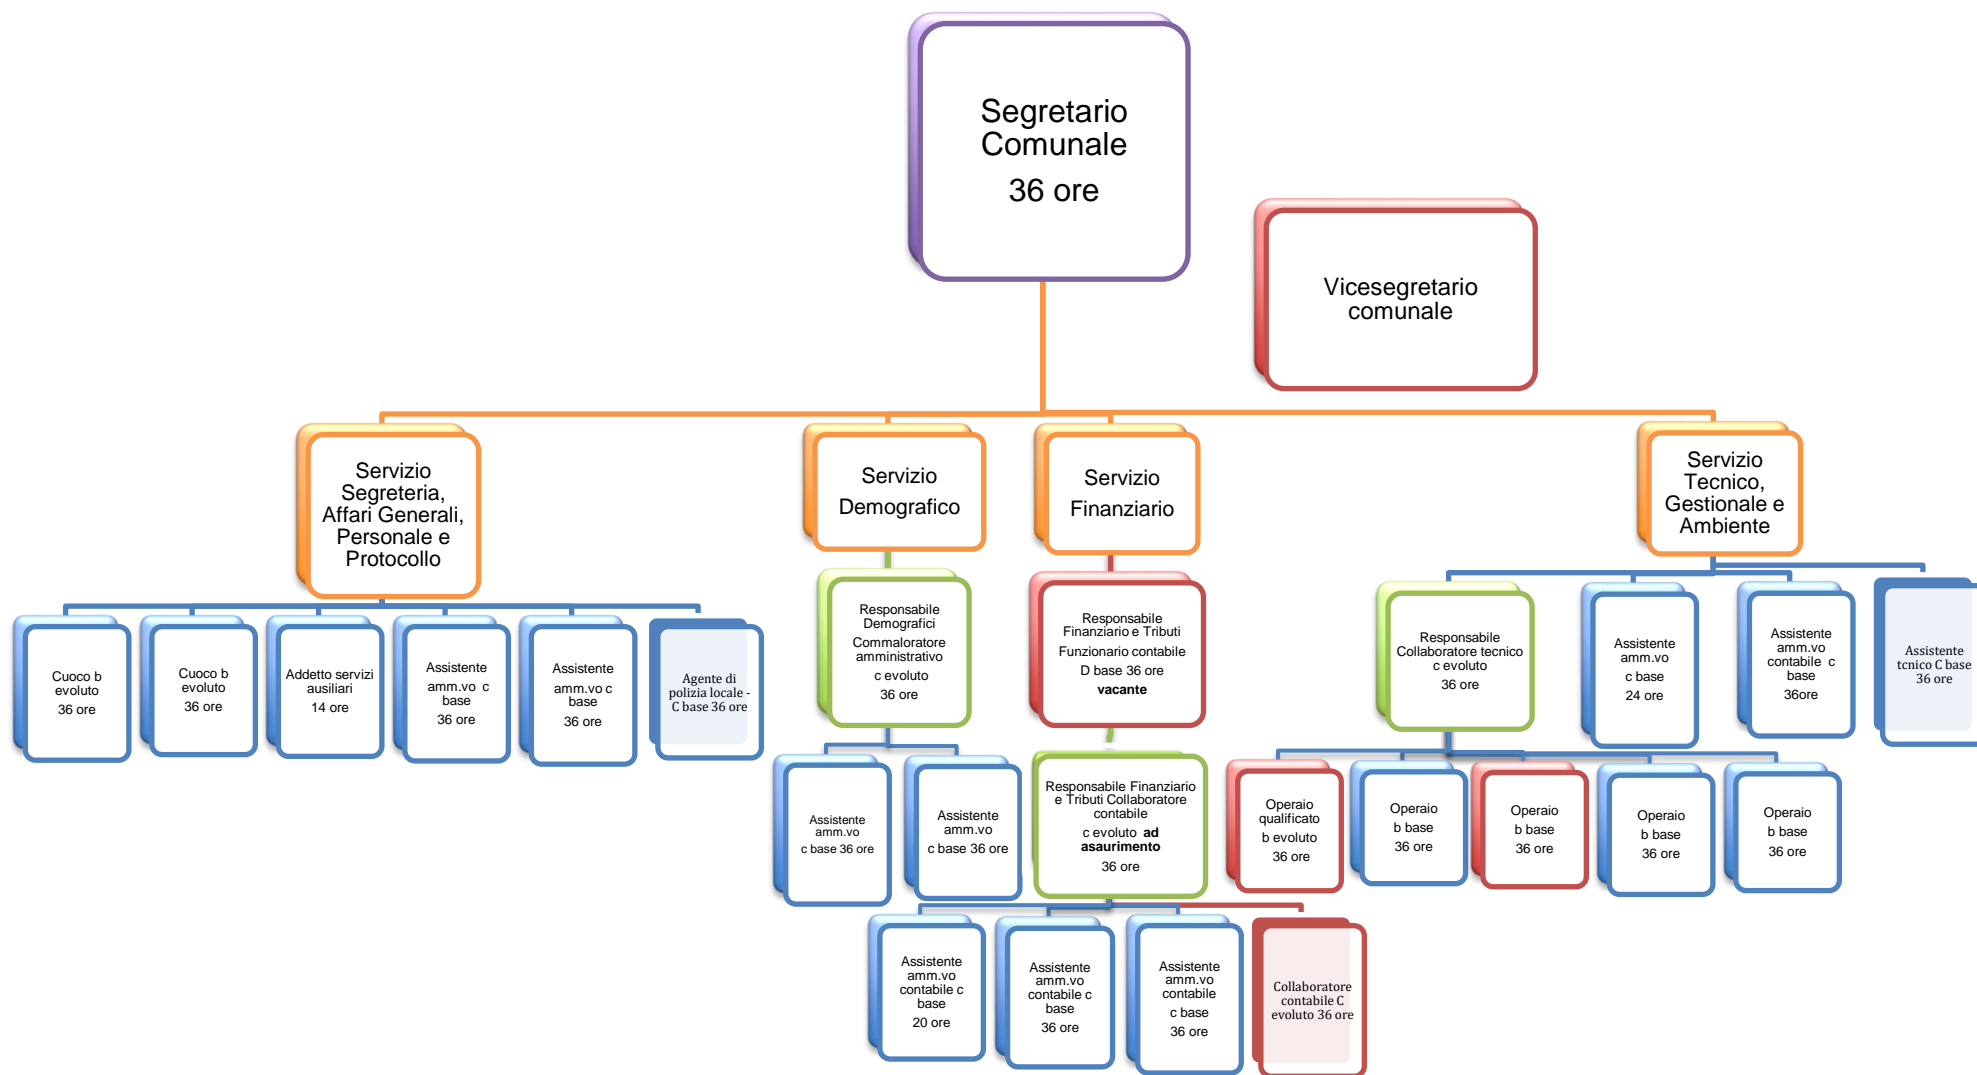 Segretario
Comunale
36 ore
Vicesegretario
comunale
Servizio
Segreteria,
Affari Generali,
Personale e
Protocollo
Servizio
Demografico
Servizio
Finanziario
Servizio
Tecnico,
Gestionale e
Ambiente
Cuoco b
evoluto
36 ore
Cuoco b
evoluto
36 ore
Addetto servizi
ausiliari
14 ore
Assistente
amm.vo c
base
36 ore
Assistente
amm.vo c
base
36 ore
Agente di
polizia locale -
C base 36 ore
Responsabile
Demografici
Commaloratore
amministrativo
c evoluto
36 ore
Responsabile
Finanziario e Tributi
Funzionario contabile
D base 36 ore
vacante
Responsabile
Collaboratore tecnico
c evoluto
36 ore
Assistente
amm.vo
c base
24 ore
Assistente
amm.vo
contabile c
base
36ore
Assistente
tcnico C base
36 ore
Assistente
amm.vo
c base 36 ore
Assistente
amm.vo
c base 36 ore
Responsabile Finanziario
e Tributi Collaboratore
contabile
c evoluto ad
asaurimento
36 ore
Operaio
qualificato
b evoluto
36 ore
Operaio
b base
36 ore
Operaio
b base
36 ore
Operaio
b base
36 ore
Operaio
b base
36 ore
Assistente
amm.vo
contabile c
base
20 ore
Assistente
amm.vo
contabile c
base
36 ore
Assistente
amm.vo
contabile
c base
36 ore
Collaboratore
contabile C
evoluto 36 ore